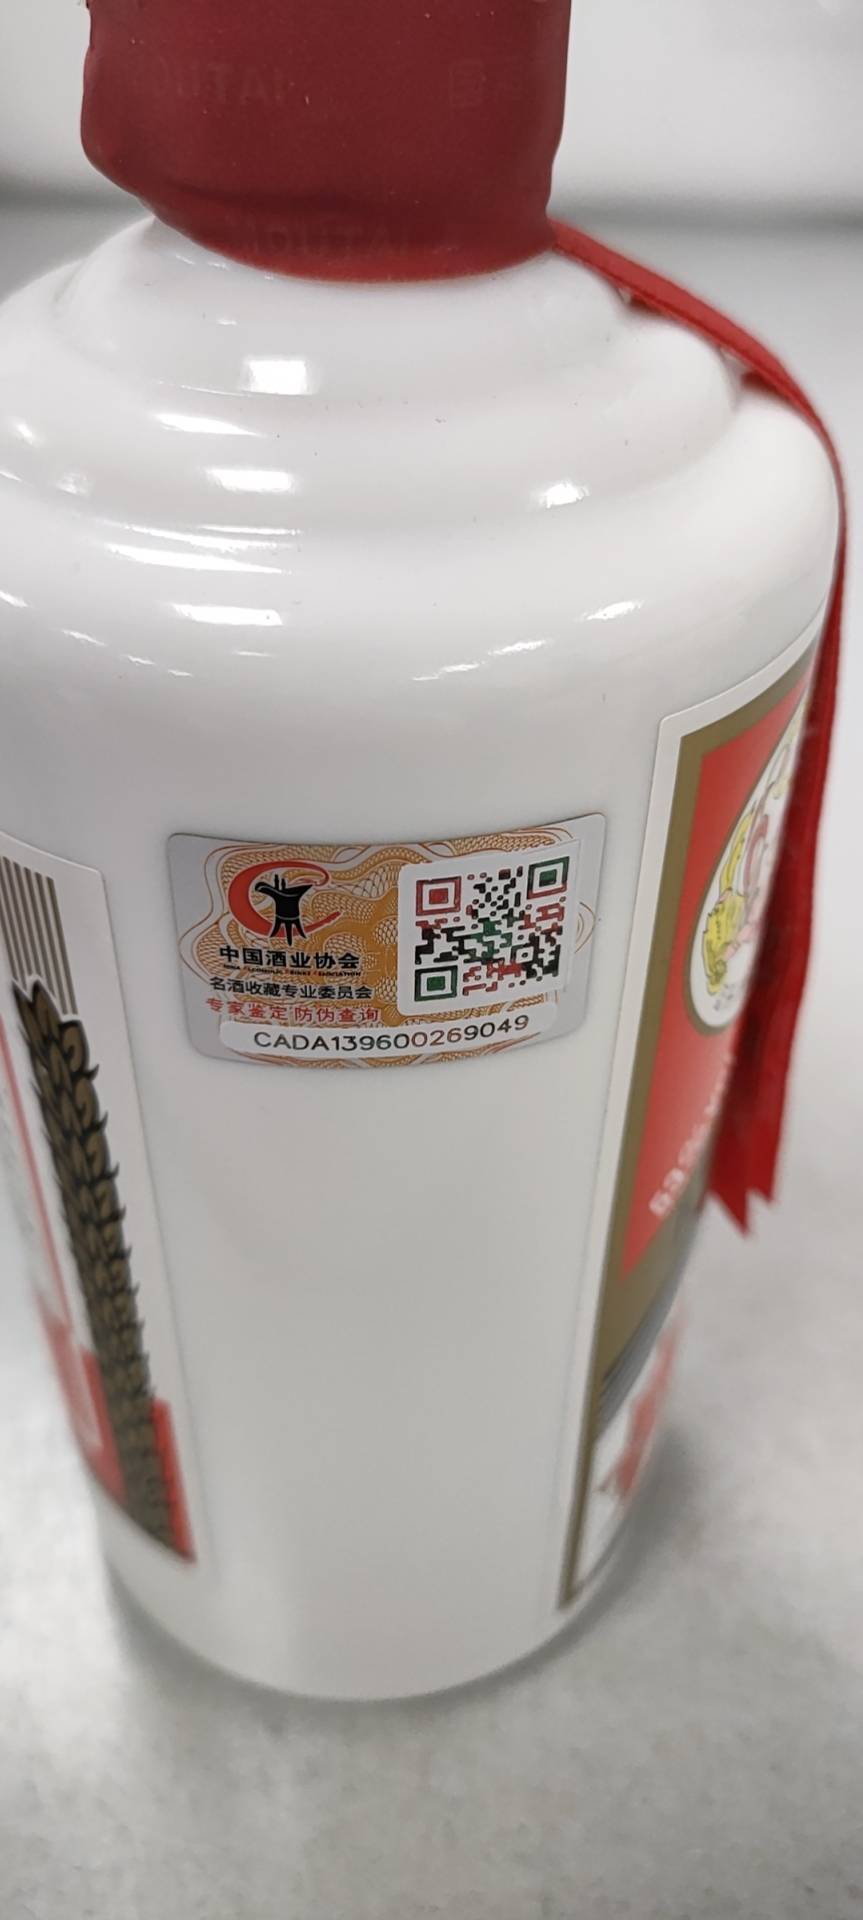 中国酒业协会
名酒收藏专业委员会
专家鉴定 防伪查询
CADA139600269049